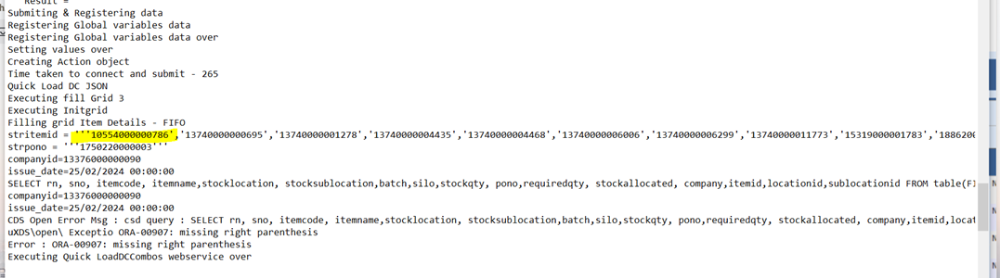 Result =
Submiting & Registering data
Registering Global variables data
Registering Global variables data over
Setting values over
Creating Action object
Time taken to connect and submit - 265
Quick Load DC JSON
Executing fill Grid 3
Executing Initgrid
Filling grid Item Details - FIFO
stritemid = '''10554000000786','13740000000695','13740000001278','13740000004435','13740000004468','13740000006006','13740000006299','13740000011773','15319000001783','1886200
strpono = '''1750220000003'''
companyid=13376000000090
issue_date=25/02/2024 00:00:00
SELECT rn, sno, itemcode, itemname,stocklocation, stocksublocation,batch,silo,stockqty, pono,requiredqty, stockallocated, company,itemid,locationid,sublocationid FROM table(FI
companyid=13376000000090
issue_date=25/02/2024 00:00:00
CDS Open Error Msg : csd query : SELECT rn, sno, itemcode, itemname,stocklocation, stocksublocation,batch,silo,stockqty, pono,requiredqty, stockallocated, company,itemid,locat
uXDS\open\ Exceptio ORA-00907: missing right parenthesis
Error : ORA-00907: missing right parenthesis
Executing Quick LoadDCCombos webservice over